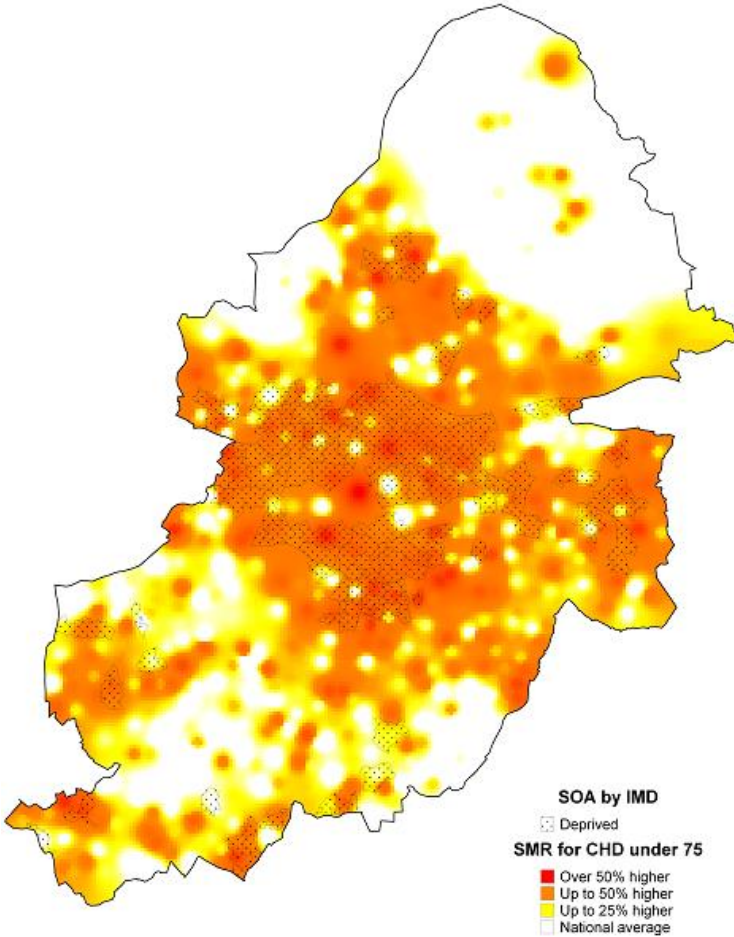 SOA by IMD
Deprived
SMR for CHD under 75
Over 50% higher
Up to 50% higher
Up to 25% higher
National average